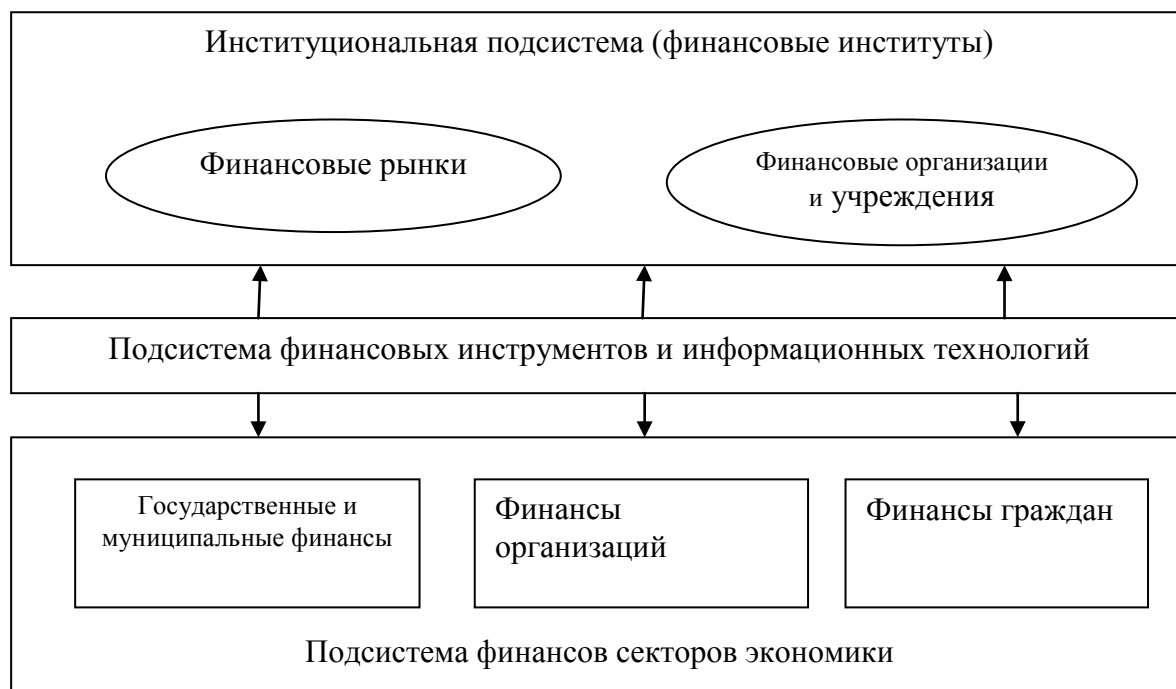 Институциональная подсистема (финансовые институты)
Финансовые рынки
Финансовые организации
и учреждения
Подсистема финансовых инструментов и информационных технологий
Государственные и
муниципальные финансы
Финансы
организаций
Финансы граждан
Подсистема финансов секторов экономики